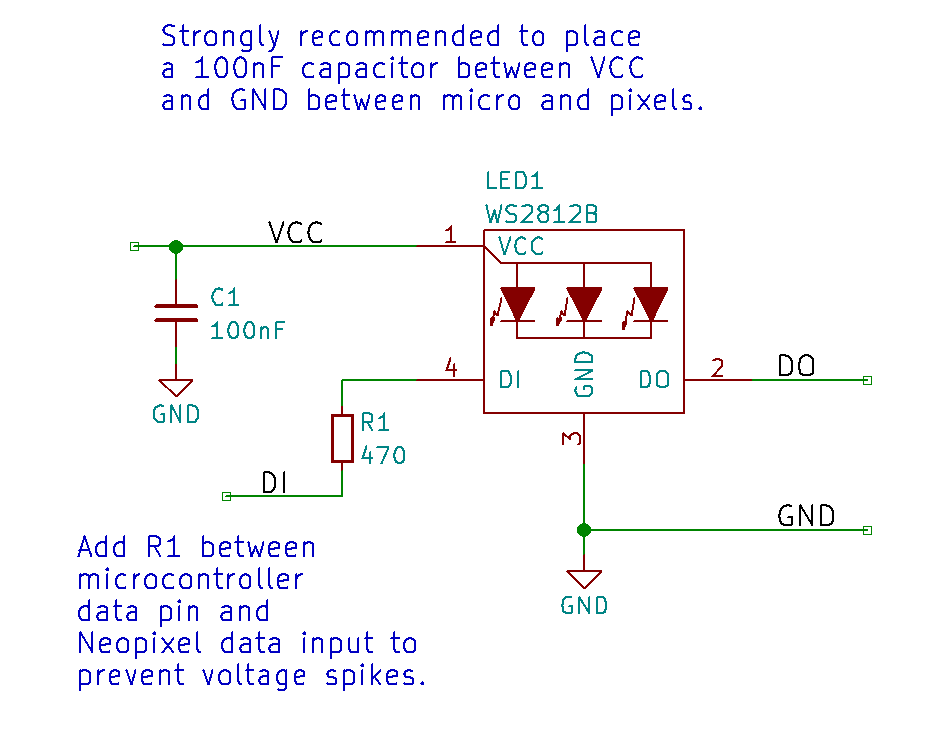 Strongly recommended to place
a 100nF capacitor between VCC
and GND between micro and pixels.
LED1
WS2812B
VCC
1
VCC
C1
100nF
GND
4
DI
GND
DO
2
DO
R1
470
3
DI
GND
GND
Add R1 between
microcontroller
data pin and
Neopixel data input to
prevent voltage spikes.